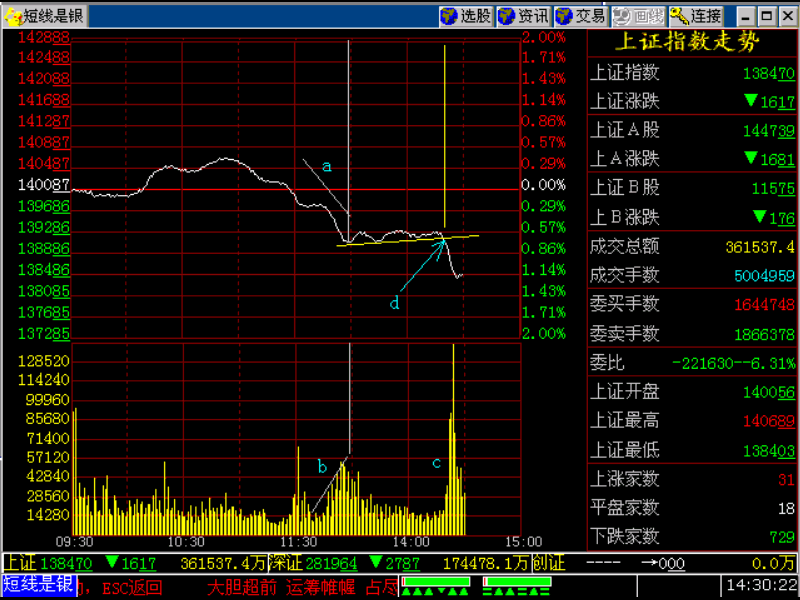 短线是银 选股 资讯 交易 画线 连接
142888 2.00% 上证指数走势
142488 1.71%
142088 1.43%
141688 1.14%
141287 0.86%
140887 0.57%
140487 0.29%
140087 0.00%
139686 0.29%
139286 0.57%
138886 0.86%
138486 1.14%
138085 1.43%
137685 1.71%
137285 2.00%
a
d
上证指数 138470
上证涨跌 ▼1617
上证A股 144739
上A涨跌 ▼1681
上证B股 11575
上B涨跌 ▼176
成交总额 361537.4
成交手数 5004959
委买手数 1644748
委卖手数 1866378
委比 -221630--6.31%
上证开盘 140056
上证最高 140689
上证最低 138403
上涨家数 31
平盘家数 18
下跌家数 729
128520
114240
99960
85680
71400
57120
42840
28560
14280
b
c
09:30 10:30 11:30 14:00 15:00
上证 138470 ▼1617 361537.4万 深证 281964 ▼2787 174478.1万 创证 ---- →000 0.0万
短线是银 , ESC返回 大胆超前 运筹帷幄 占尽 14:30:22